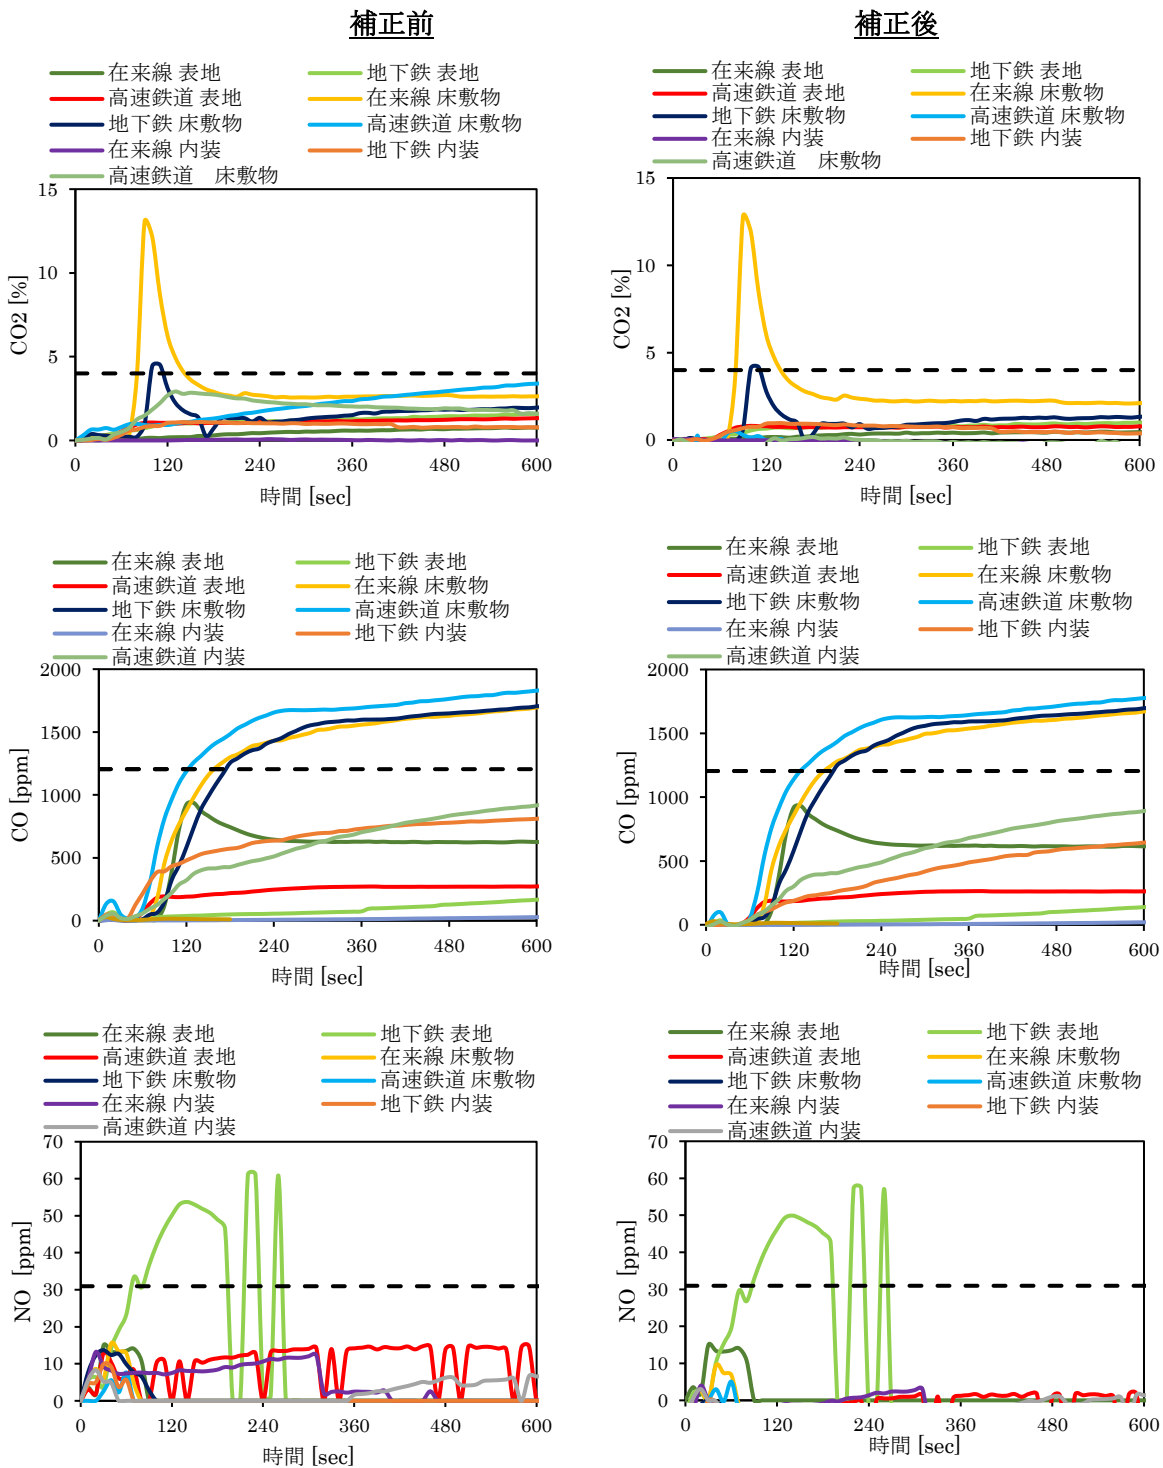 補正前
補正後
在来線 表地
地下鉄 表地
高速鉄道 表地
在来線 床敷物
地下鉄 床敷物
高速鉄道 床敷物
在来線 内装
地下鉄 内装
高速鉄道　床敷物
15
10
5
0
CO2 [%]
0
120
240
360
480
600
時間 [sec]
在来線 表地
地下鉄 表地
高速鉄道 表地
在来線 床敷物
地下鉄 床敷物
高速鉄道 床敷物
在来線 内装
地下鉄 内装
高速鉄道　床敷物
15
10
5
0
CO2 [%]
0
120
240
360
480
600
時間 [sec]
在来線 表地
地下鉄 表地
高速鉄道 表地
在来線 床敷物
地下鉄 床敷物
高速鉄道 床敷物
在来線 内装
地下鉄 内装
高速鉄道 内装
2000
1500
1000
500
0
CO [ppm]
0
120
240
360
480
600
時間 [sec]
在来線 表地
地下鉄 表地
高速鉄道 表地
在来線 床敷物
地下鉄 床敷物
高速鉄道 床敷物
在来線 内装
地下鉄 内装
高速鉄道 内装
2000
1500
1000
500
0
CO [ppm]
0
120
240
360
480
600
時間 [sec]
在来線 表地
地下鉄 表地
高速鉄道 表地
在来線 床敷物
地下鉄 床敷物
高速鉄道 床敷物
在来線 内装
地下鉄 内装
高速鉄道 内装
70
60
50
40
30
20
10
0
NO [ppm]
0
120
240
360
480
600
時間 [sec]
在来線 表地
地下鉄 表地
高速鉄道 表地
在来線 床敷物
地下鉄 床敷物
高速鉄道 床敷物
在来線 内装
地下鉄 内装
高速鉄道 内装
70
60
50
40
30
20
10
0
NO [ppm]
0
120
240
360
480
600
時間 [sec]